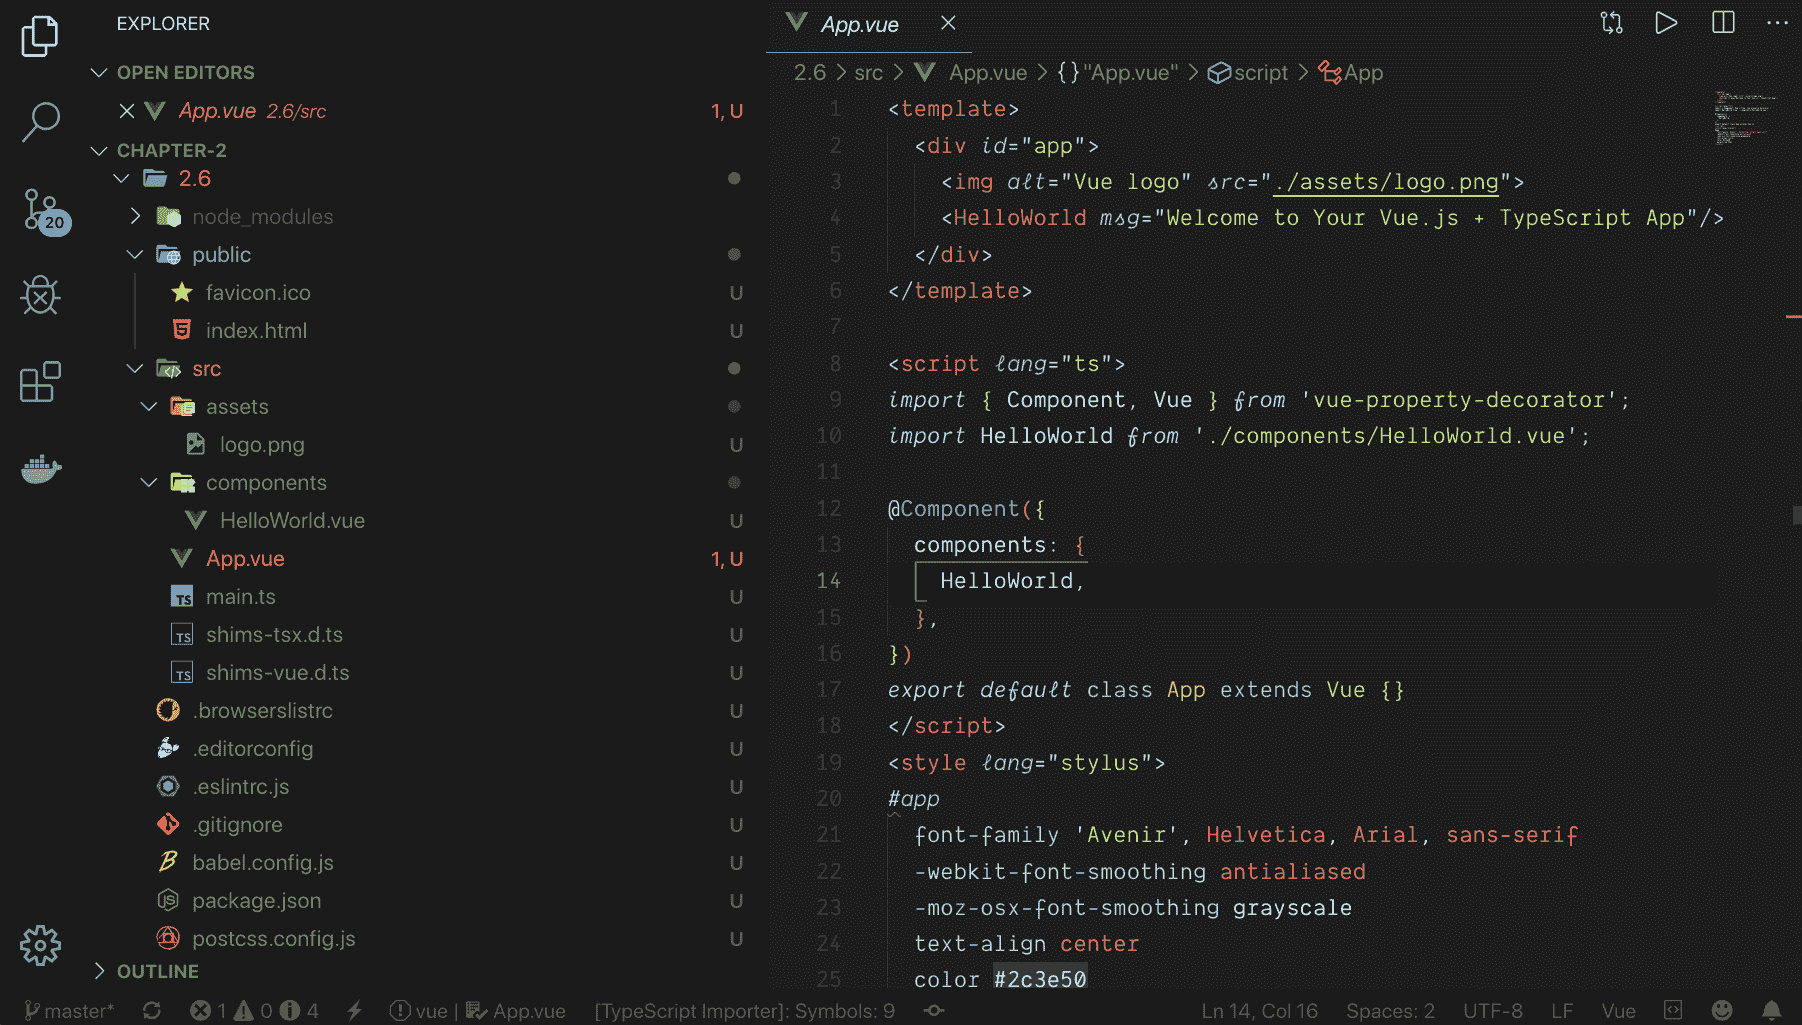 EXPLORER
OPEN EDITORS
App.vue 2.6/src 1, U
CHAPTER-2
2.6
node_modules
public
favicon.ico U
index.html U
src
assets
logo.png U
components
HelloWorld.vue U
App.vue 1, U
TS main.ts U
TS shims-tsx.d.ts U
TS shims-vue.d.ts U
.browserslistrc U
.editorconfig U
.eslintrc.js U
.gitignore U
babel.config.js U
package.json U
postcss.config.js U
OUTLINE
20
App.vue
2.6 > src > App.vue > {} "App.vue" > script > App
1 <template>
2 <div id="app">
3 <img alt="Vue logo" src="./assets/logo.png">
4 <HelloWorld msg="Welcome to Your Vue.js + TypeScript App"/>
5 </div>
6 </template>
7
8 <script lang="ts">
9 import { Component, Vue } from 'vue-property-decorator';
10 import HelloWorld from './components/HelloWorld.vue';
11
12 @Component({
13 components: {
14 HelloWorld,
15 },
16 })
17 export default class App extends Vue {}
18 </script>
19 <style lang="stylus">
20 #app
21 font-family 'Avenir', Helvetica, Arial, sans-serif
22 -webkit-font-smoothing antialiased
23 -moz-osx-font-smoothing grayscale
24 text-align center
25 color #2c3e50
master* 1 0 4 vue | App.vue [TypeScript Importer]: Symbols: 9 Ln 14, Col 16 Spaces: 2 UTF-8 LF Vue